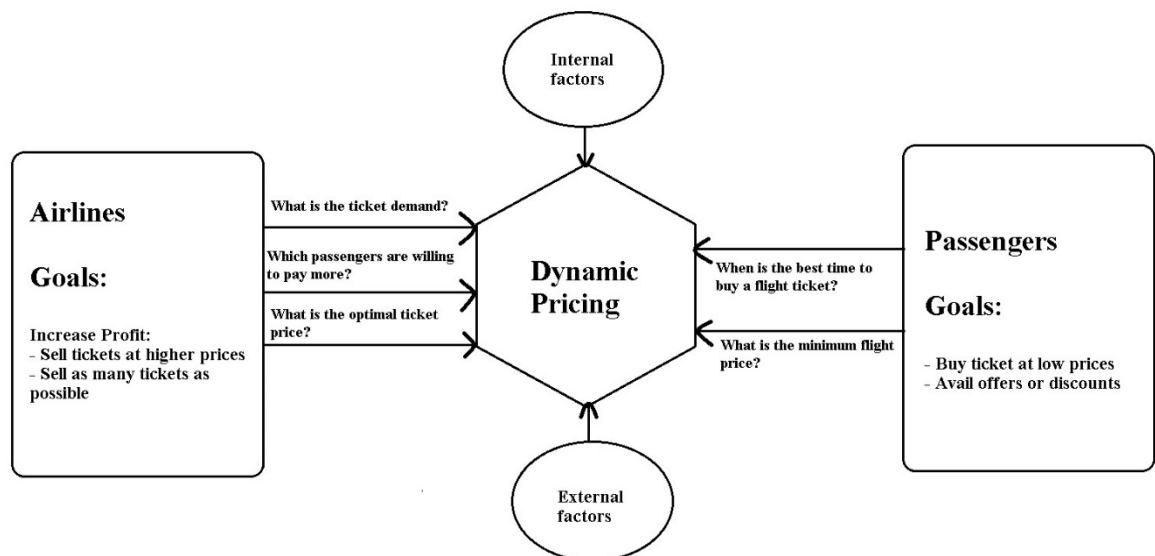 Internal
factors
Airlines
Goals:
Increase Profit:
- Sell tickets at higher prices
- Sell as many tickets as
possible
What is the ticket demand?
Which passengers are willing
to pay more?
What is the optimal ticket
price?
Dynamic
Pricing
When is the best time to
buy a flight ticket?
What is the minimum flight
price?
Passengers
Goals:
- Buy ticket at low prices
- Avail offers or discounts
External
factors